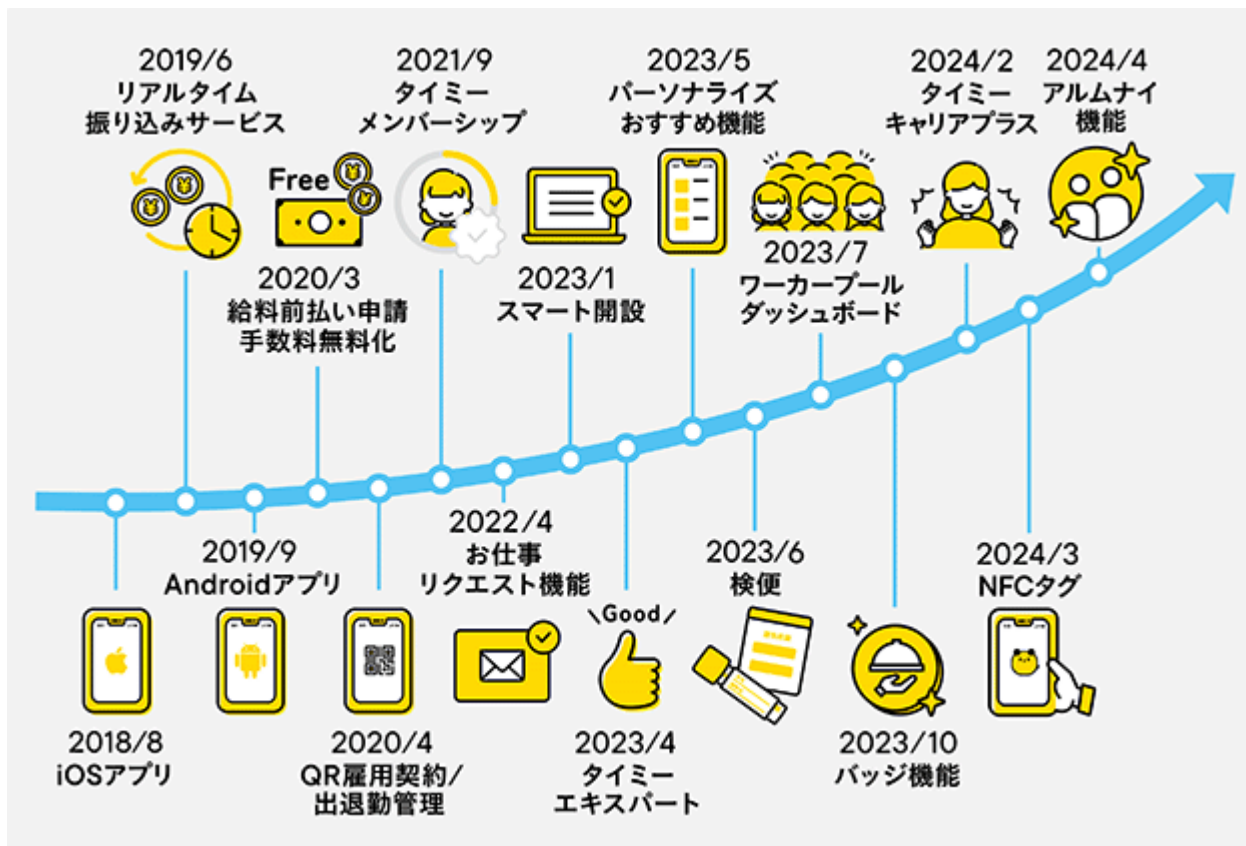 2019/6
リアルタイム
振り込みサービス
Free
2020/3
給料前払い申請
手数料無料化
2021/9
タイミー
メンバーシップ
2023/1
スマート開設
2023/5
パーソナライズ
おすすめ機能
2023/7
ワーカープール
ダッシュボード
2024/2
タイミー
キャリアプラス
2024/4
アルムナイ
機能
2018/8
iOSアプリ
2019/9
Androidアプリ
2020/4
QR雇用契約/
出退勤管理
2022/4
お仕事
リクエスト機能
\Good/
2023/4
タイミー
エキスパート
2023/6
検便
2023/10
バッジ機能
2024/3
NFCタグ